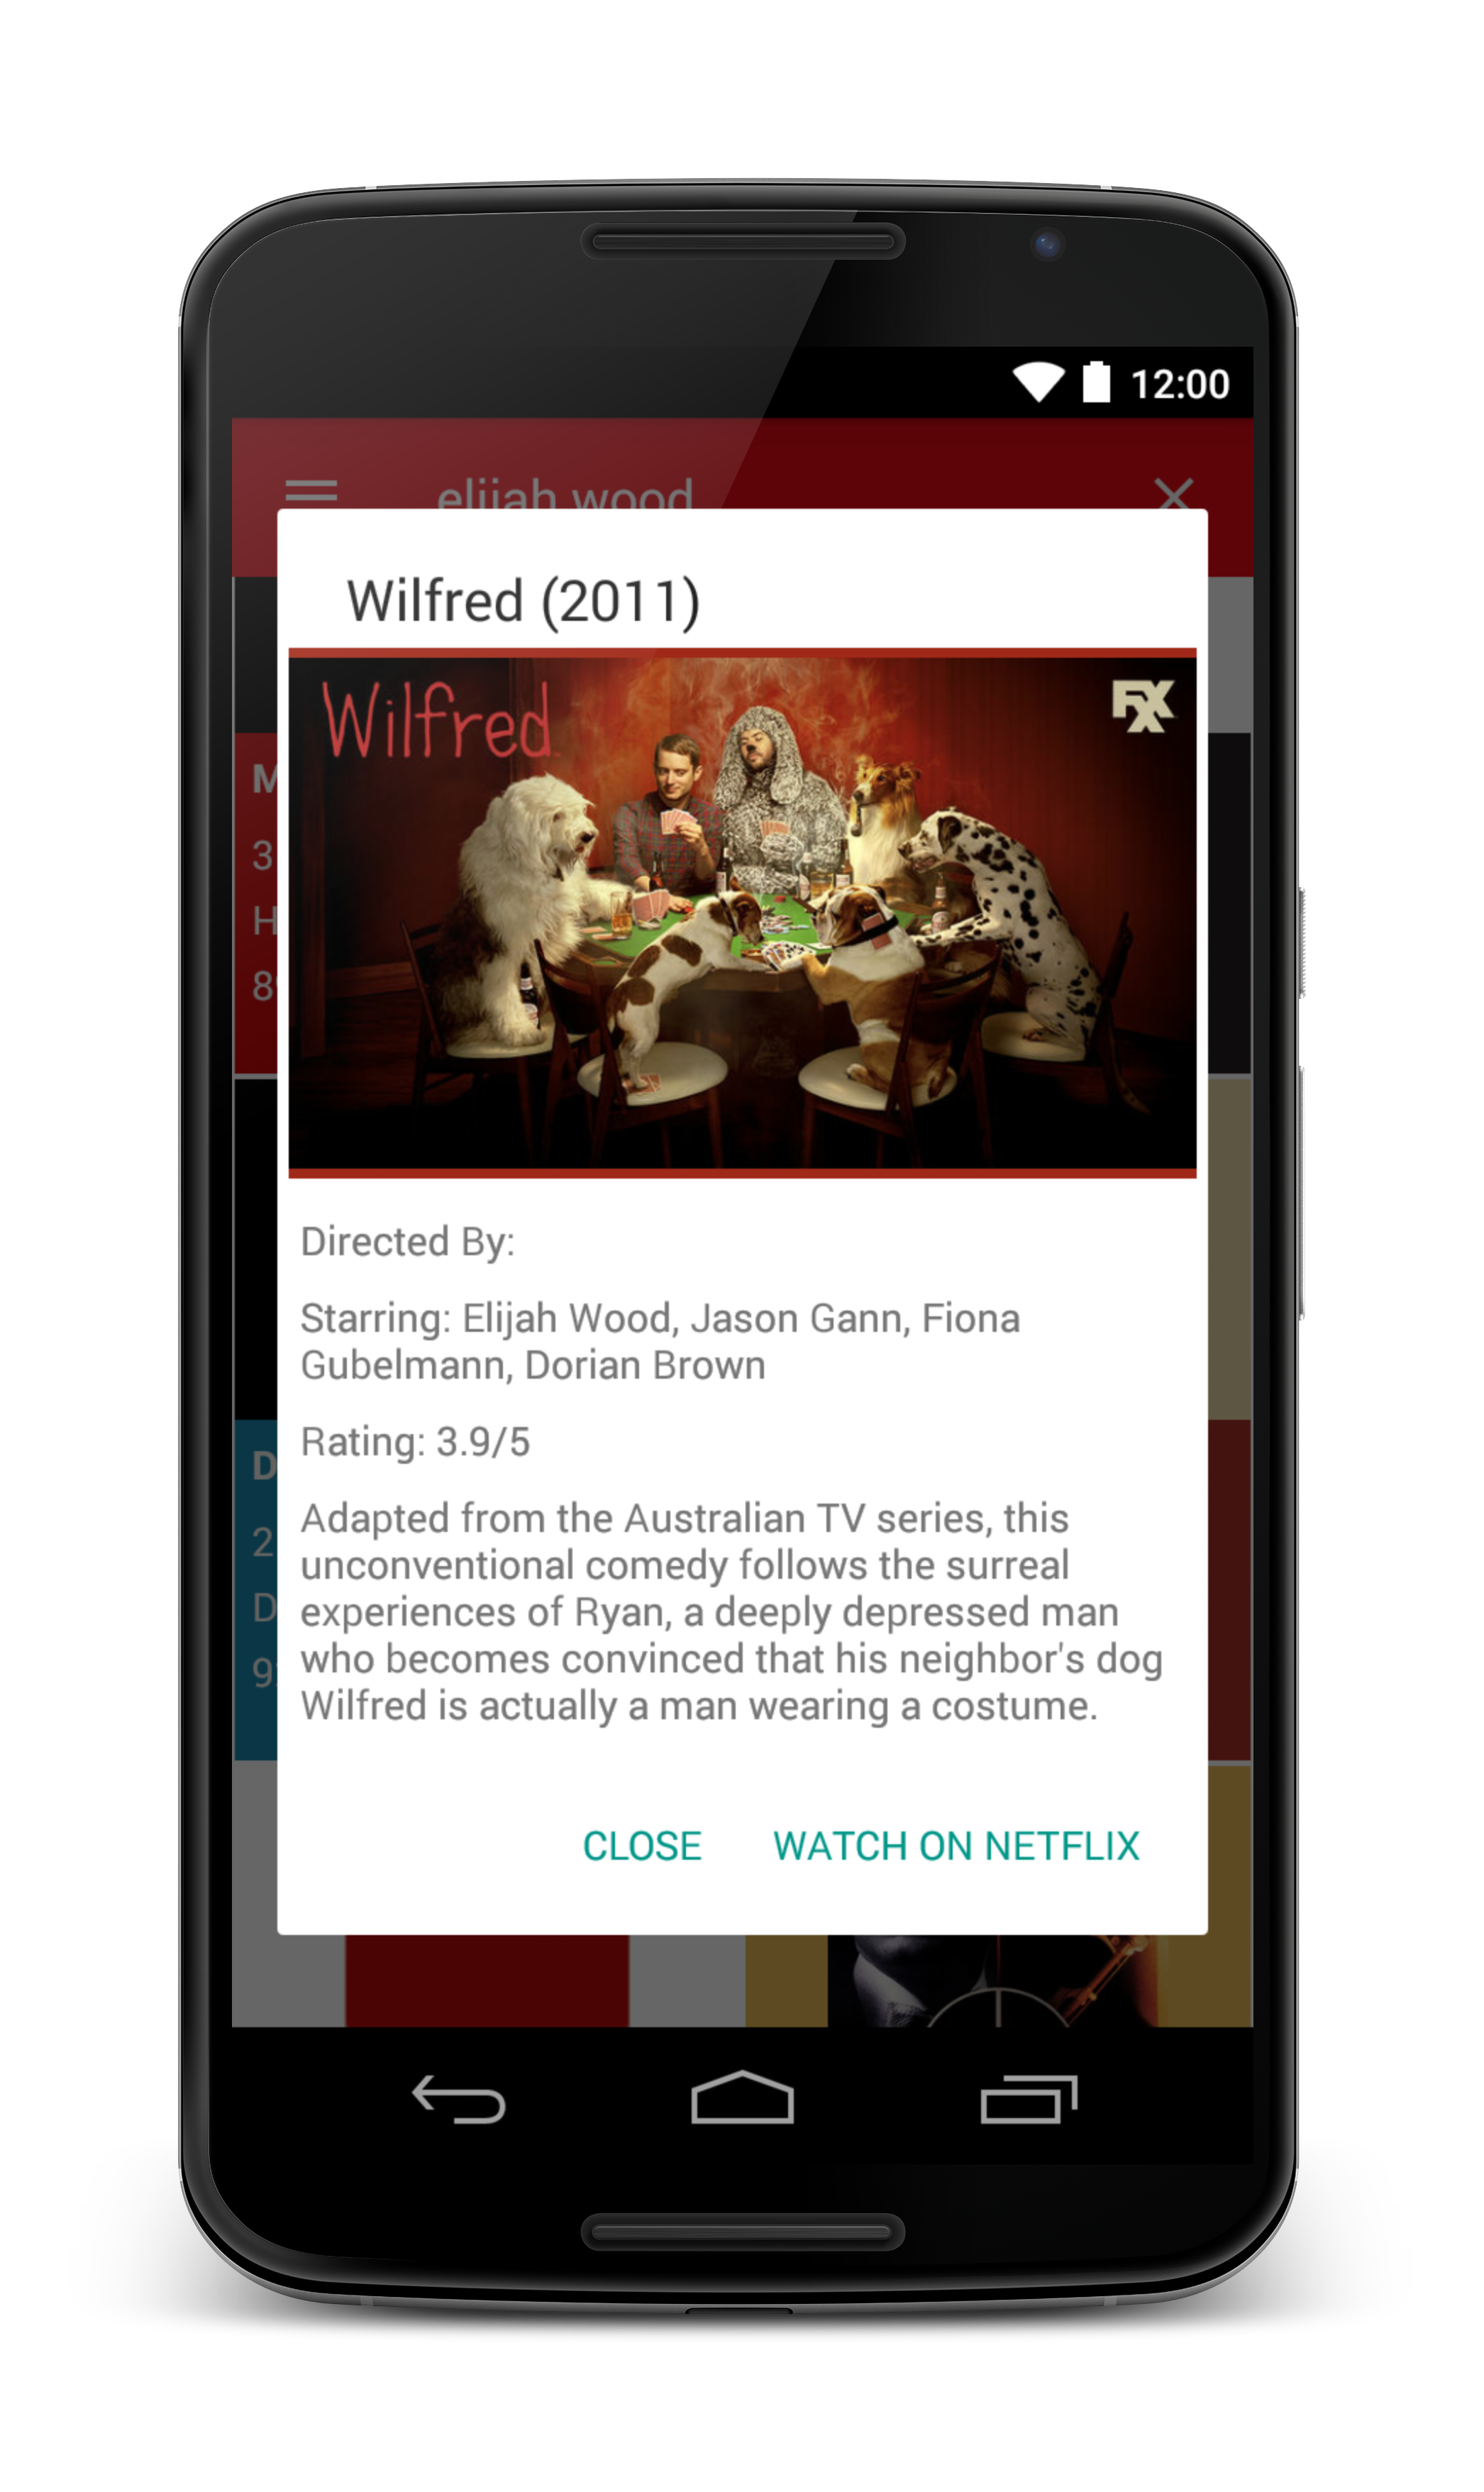 12:00
elijah wood
Wilfred (2011)
Wilfred
FX
Directed By:
Starring: Elijah Wood, Jason Gann, Fiona
Gubelmann, Dorian Brown
Rating: 3.9/5
Adapted from the Australian TV series, this
unconventional comedy follows the surreal
experiences of Ryan, a deeply depressed man
who becomes convinced that his neighbor's dog
Wilfred is actually a man wearing a costume.
CLOSE WATCH ON NETFLIX